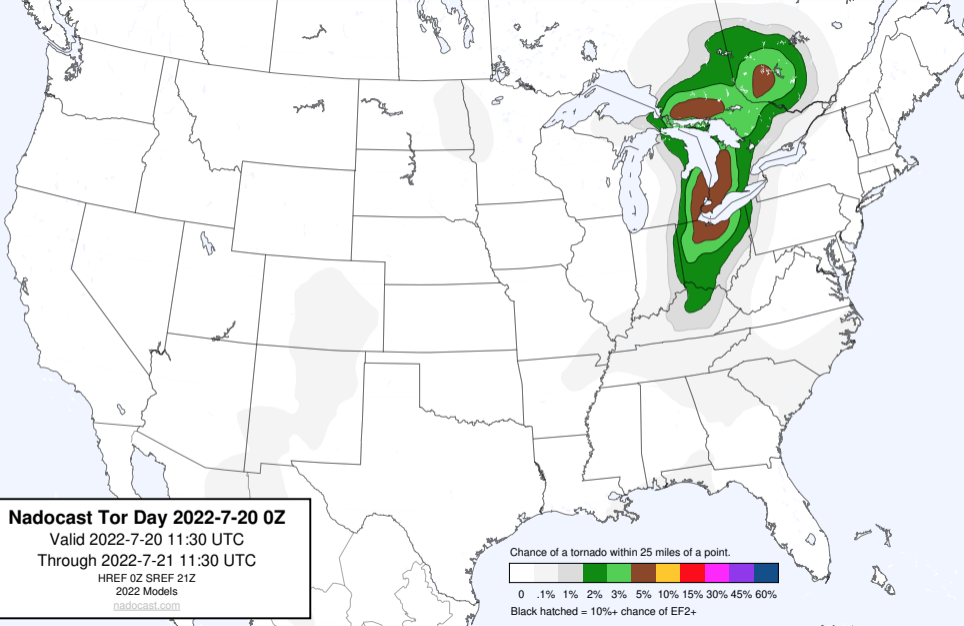 Nadocast Tor Day 2022-7-20 0Z
Valid 2022-7-20 11:30 UTC
Through 2022-7-21 11:30 UTC
HREF 0Z SREF 21Z
2022 Models
nadocast.com
Chance of a tornado within 25 miles of a point.
0 .1% 1% 2% 3% 5% 10% 15% 30% 45% 60%
Black hatched = 10%+ chance of EF2+